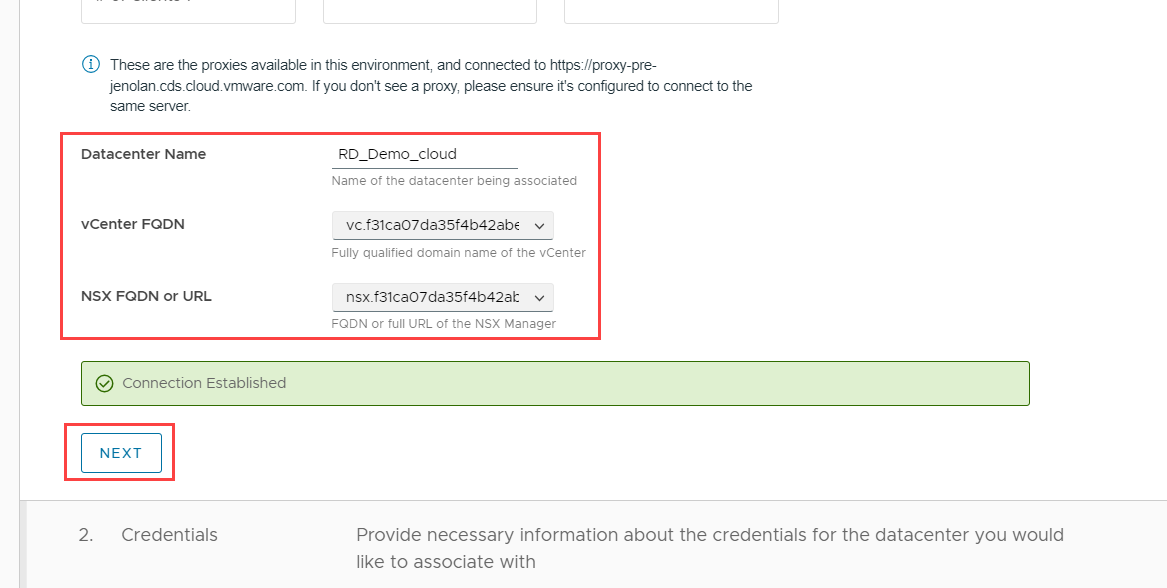 These are the proxies available in this environment, and connected to https://proxy-pre-
jenolan.cds.cloud.vmware.com. If you don't see a proxy, please ensure it's configured to connect to the
same server.
Datacenter Name
RD_Demo_cloud
Name of the datacenter being associated
vCenter FQDN
vc.f31ca07da35f4b42abe
Fully qualified domain name of the vCenter
NSX FQDN or URL
nsx.f31ca07da35f4b42ab
FQDN or full URL of the NSX Manager
Connection Established
NEXT
2. Credentials
Provide necessary information about the credentials for the datacenter you would
like to associate with